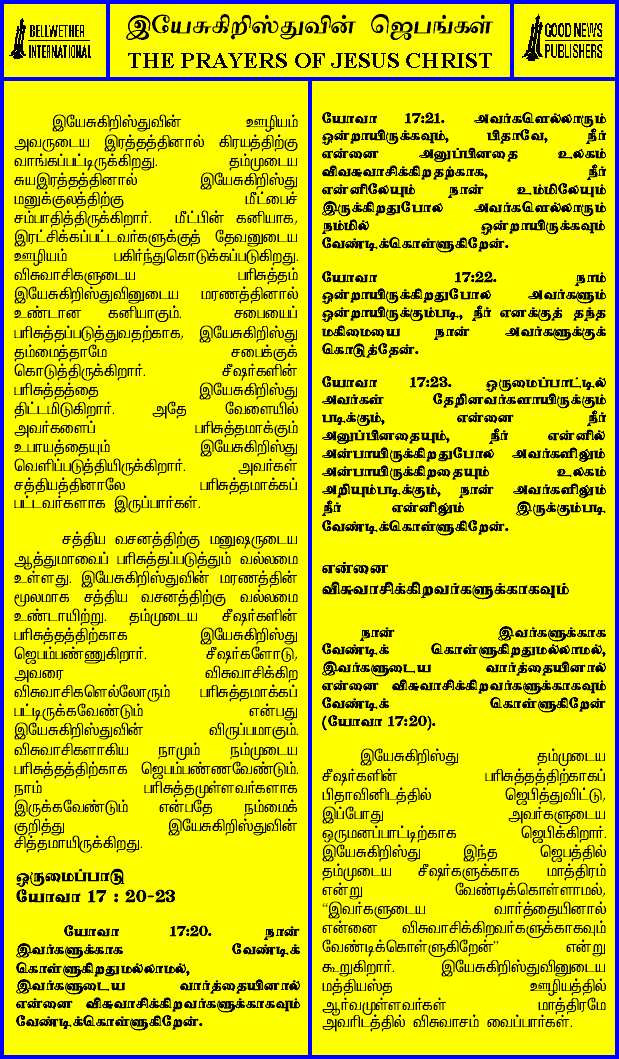 BELLWETHER
INTERNATIONAL
இயேசுகிறிஸ்துவின் ஜெபங்கள்
THE PRAYERS OF JESUS CHRIST
GOOD NEWS
PUBLISHERS
இயேசுகிறிஸ்துவின் ஊழியம்
அவருடைய இரத்தத்தினால் கிரயத்திற்கு
வாங்கப்பட்டிருக்கிறது. தம்முடைய
சுயஇரத்தத்தினால் இயேசுகிறிஸ்து
மனுக்குலத்திற்கு மீட்பைச்
சம்பாதித்திருக்கிறார். மீட்பின் கனியாக,
இரட்சிக்கப்பட்டவர்களுக்குத் தேவனுடைய
ஊழியம் பகிர்ந்துகொடுக்கப்படுகிறது.
விசுவாசிகளுடைய பரிசுத்தம்
இயேசுகிறிஸ்துவினுடைய மரணத்தினால்
உண்டான கனியாகும். சபையைப்
பரிசுத்தப்படுத்துவதற்காக, இயேசுகிறிஸ்து
தம்மைத்தாமே சபைக்குக்
கொடுத்திருக்கிறார். சீஷர்களின்
பரிசுத்தத்தை இயேசுகிறிஸ்து
திட்டமிடுகிறார். அதே வேளையில்
அவர்களைப் பரிசுத்தமாக்கும்
உபாயத்தையும் இயேசுகிறிஸ்து
வெளிப்படுத்தியிருக்கிறார். அவர்கள்
சத்தியத்தினாலே பரிசுத்தமாக்கப்
பட்டவர்களாக இருப்பார்கள்.
சத்திய வசனத்திற்கு மனுஷருடைய
ஆத்துமாவைப் பரிசுத்தப்படுத்தும் வல்லமை
உள்ளது. இயேசுகிறிஸ்துவின் மரணத்தின்
மூலமாக சத்திய வசனத்திற்கு வல்லமை
உண்டாயிற்று. தம்முடைய சீஷர்களின்
பரிசுத்தத்திற்காக இயேசுகிறிஸ்து
ஜெபம்பண்ணுகிறார். சீஷர்களோடு,
அவரை விசுவாசிக்கிற
விசுவாசிகளெல்லோரும் பரிசுத்தமாக்கப்
பட்டிருக்கவேண்டும் என்பது
இயேசுகிறிஸ்துவின் விருப்பமாகும்.
விசுவாசிகளாகிய நாமும் நம்முடைய
பரிசுத்தத்திற்காக ஜெபம்பண்ணவேண்டும்.
நாம் பரிசுத்தமுள்ளவர்களாக
இருக்கவேண்டும் என்பதே நம்மைக்
குறித்து இயேசுகிறிஸ்துவின்
சித்தமாயிருக்கிறது.
ஒருமைப்பாடு
யோவா 17 : 20-23
யோவா 17:20. நான்
இவர்களுக்காக வேண்டிக்
கொள்ளுகிறதுமல்லாமல்,
இவர்களுடைய வார்த்தையினால்
என்னை விசுவாசிக்கிறவர்களுக்காகவும்
வேண்டிக்கொள்ளுகிறேன்.
யோவா 17:21. அவர்களெல்லாரும்
ஒன்றாயிருக்கவும், பிதாவே, நீர்
என்னை அனுப்பினதை உலகம்
விவசுவாசிக்கிறதற்காக, நீர்
என்னிலேயும் நான் உம்மிலேயும்
இருக்கிறதுபோல அவர்களெல்லாரும்
நம்மில் ஒன்றாயிருக்கவும்
வேண்டிக்கொள்ளுகிறேன்.
யோவா 17:22. நாம்
ஒன்றாயிருக்கிறதுபோல அவர்களும்
ஒன்றாயிருக்கும்படி, நீர் எனக்குத் தந்த
மகிமையை நான் அவர்களுக்குக்
கொடுத்தேன்.
யோவா 17:23. ஒருமைப்பாட்டில்
அவர்கள் தேறினவர்களாயிருக்கும்
படிக்கும், என்னை நீர்
அனுப்பினதையும், நீர் என்னில்
அன்பாயிருக்கிறதுபோல அவர்களிலும்
அன்பாயிருக்கிறதையும் உலகம்
அறியும்படிக்கும், நான் அவர்களிலும்
நீர் என்னிலும் இருக்கும்படி
வேண்டிக்கொள்ளுகிறேன்.
என்னை
விசுவாசிக்கிறவர்களுக்காகவும்
நான் இவர்களுக்காக
வேண்டிக் கொள்ளுகிறதுமல்லாமல்,
இவர்களுடைய வார்த்தையினால்
என்னை விசுவாசிக்கிறவர்களுக்காகவும்
வேண்டிக் கொள்ளுகிறேன்
(யோவா 17:20).
இயேசுகிறிஸ்து தம்முடைய
சீஷர்களின் பரிசுத்தத்திற்காகப்
பிதாவினிடத்தில் ஜெபித்துவிட்டு,
இப்போது அவர்களுடைய
ஒருமனப்பாட்டிற்காக ஜெபிக்கிறார்.
இயேசுகிறிஸ்து இந்த ஜெபத்தில்
தம்முடைய சீஷர்களுக்காக மாத்திரம்
என்று வேண்டிக்கொள்ளாமல்,
“இவர்களுடைய வார்த்தையினால்
என்னை விசுவாசிக்கிறவர்களுக்காகவும்
வேண்டிக்கொள்ளுகிறேன்” என்று
கூறுகிறார். இயேசுகிறிஸ்துவினுடைய
மத்தியஸ்த ஊழியத்தில்
ஆர்வமுள்ளவர்கள் மாத்திரமே
அவரிடத்தில் விசுவாசம் வைப்பார்கள்.